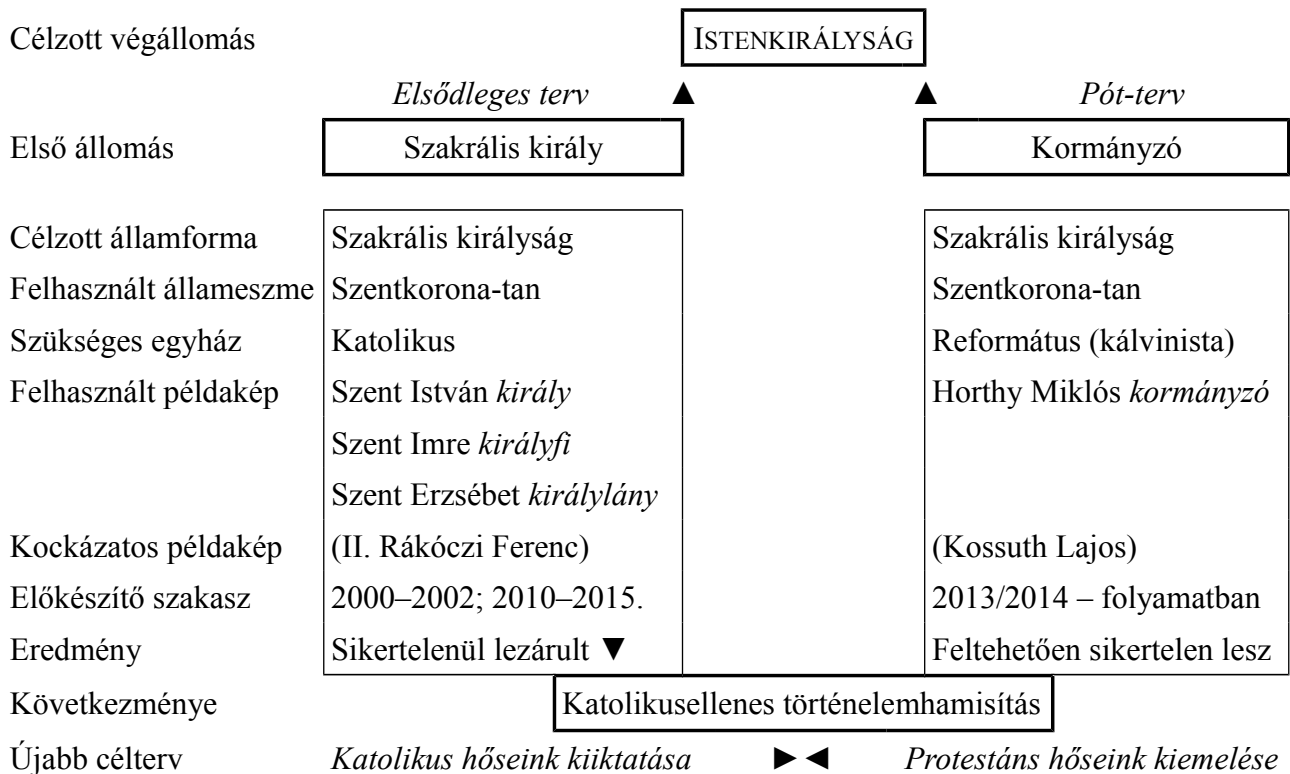 Célzott végállomás ISTENKIRÁLYSÁG
Elsődleges terv ▲ ▲ Pót-terv
Első állomás Szakrális király Kormányzó
Célzott államforma Szakrális királyság Szakrális királyság
Felhasznált állameszme Szentkorona-tan Szentkorona-tan
Szükséges egyház Katolikus Református (kálvinista)
Felhasznált példakép Szent István király Horthy Miklós kormányzó
Szent Imre királyfi
Szent Erzsébet királylány
Kockázatos példakép (II. Rákóczi Ferenc) (Kossuth Lajos)
Előkészítő szakasz 2000–2002; 2010–2015. 2013/2014 – folyamatban
Eredmény Sikertelenül lezárult ▼ Feltehetően sikertelen lesz
Következménye Katolikusellenes történelemhamisítás
Újabb célterv Katolikus hőseink kiiktatása ►◄ Protestáns hőseink kiemelése